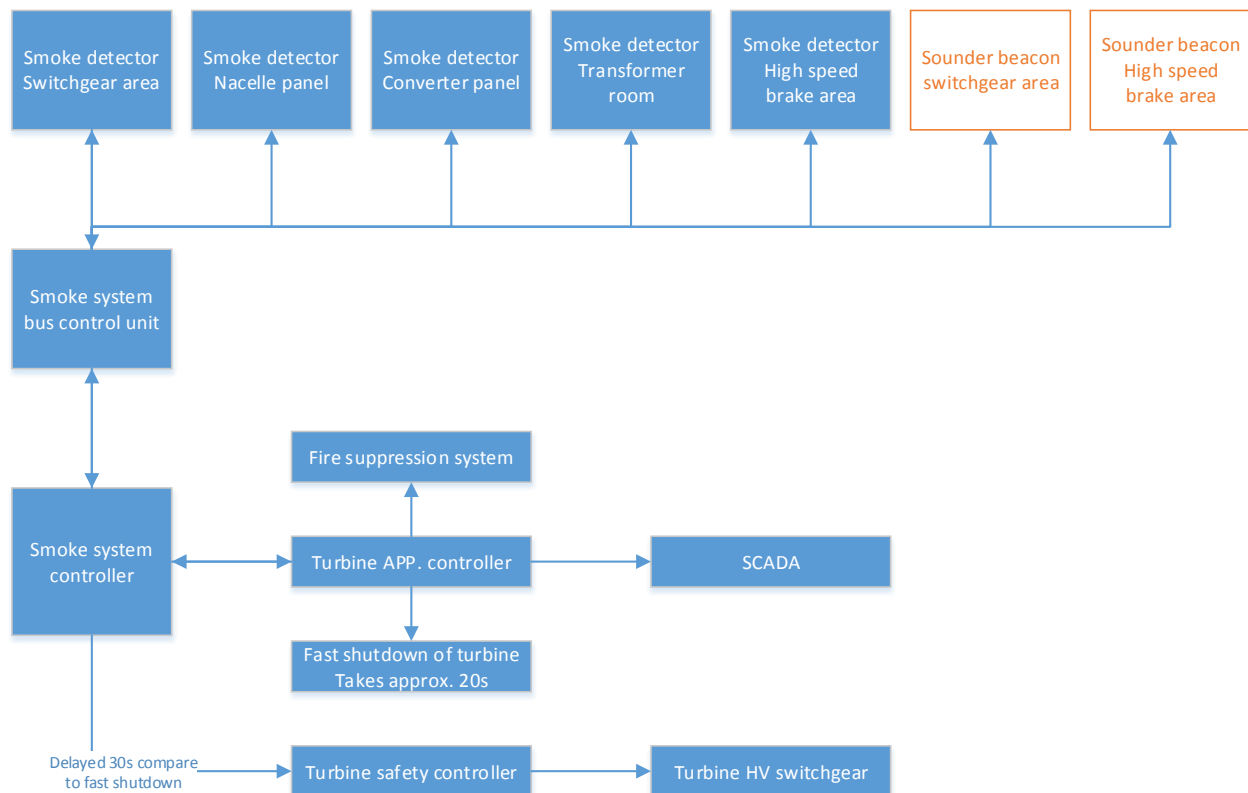 Smoke detector
Switchgear area
Smoke detector
Nacelle panel
Smoke detector
Converter panel
Smoke detector
Transformer
room
Smoke detector
High speed
brake area
Sounder beacon
switchgear area
Sounder beacon
High speed
brake area
Smoke system
bus control unit
Fire suppression system
Smoke system
controller
Turbine APP. controller
SCADA
Fast shutdown of turbine
Takes approx. 20s
Delayed 30s compare
to fast shutdown
Turbine safety controller
Turbine HV switchgear